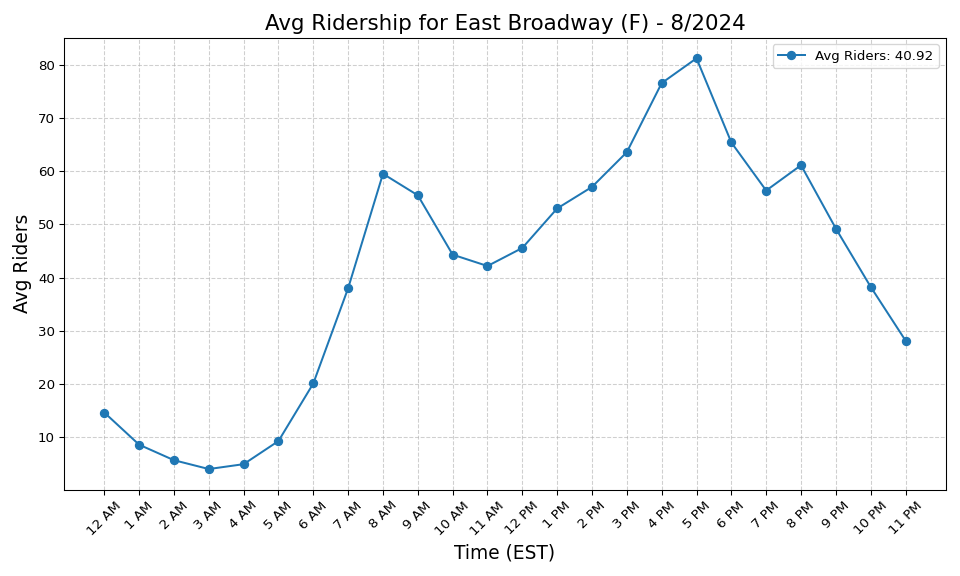 Avg Ridership for East Broadway (F) - 8/2024
Avg Riders: 40.92
Avg Riders
80
70
60
50
40
30
20
10
12 AM
1 AM
2 AM
3 AM
4 AM
5 AM
6 AM
7 AM
8 AM
9 AM
10 AM
11 AM
12 PM
1 PM
2 PM
3 PM
4 PM
5 PM
6 PM
7 PM
8 PM
9 PM
10 PM
11 PM
Time (EST)